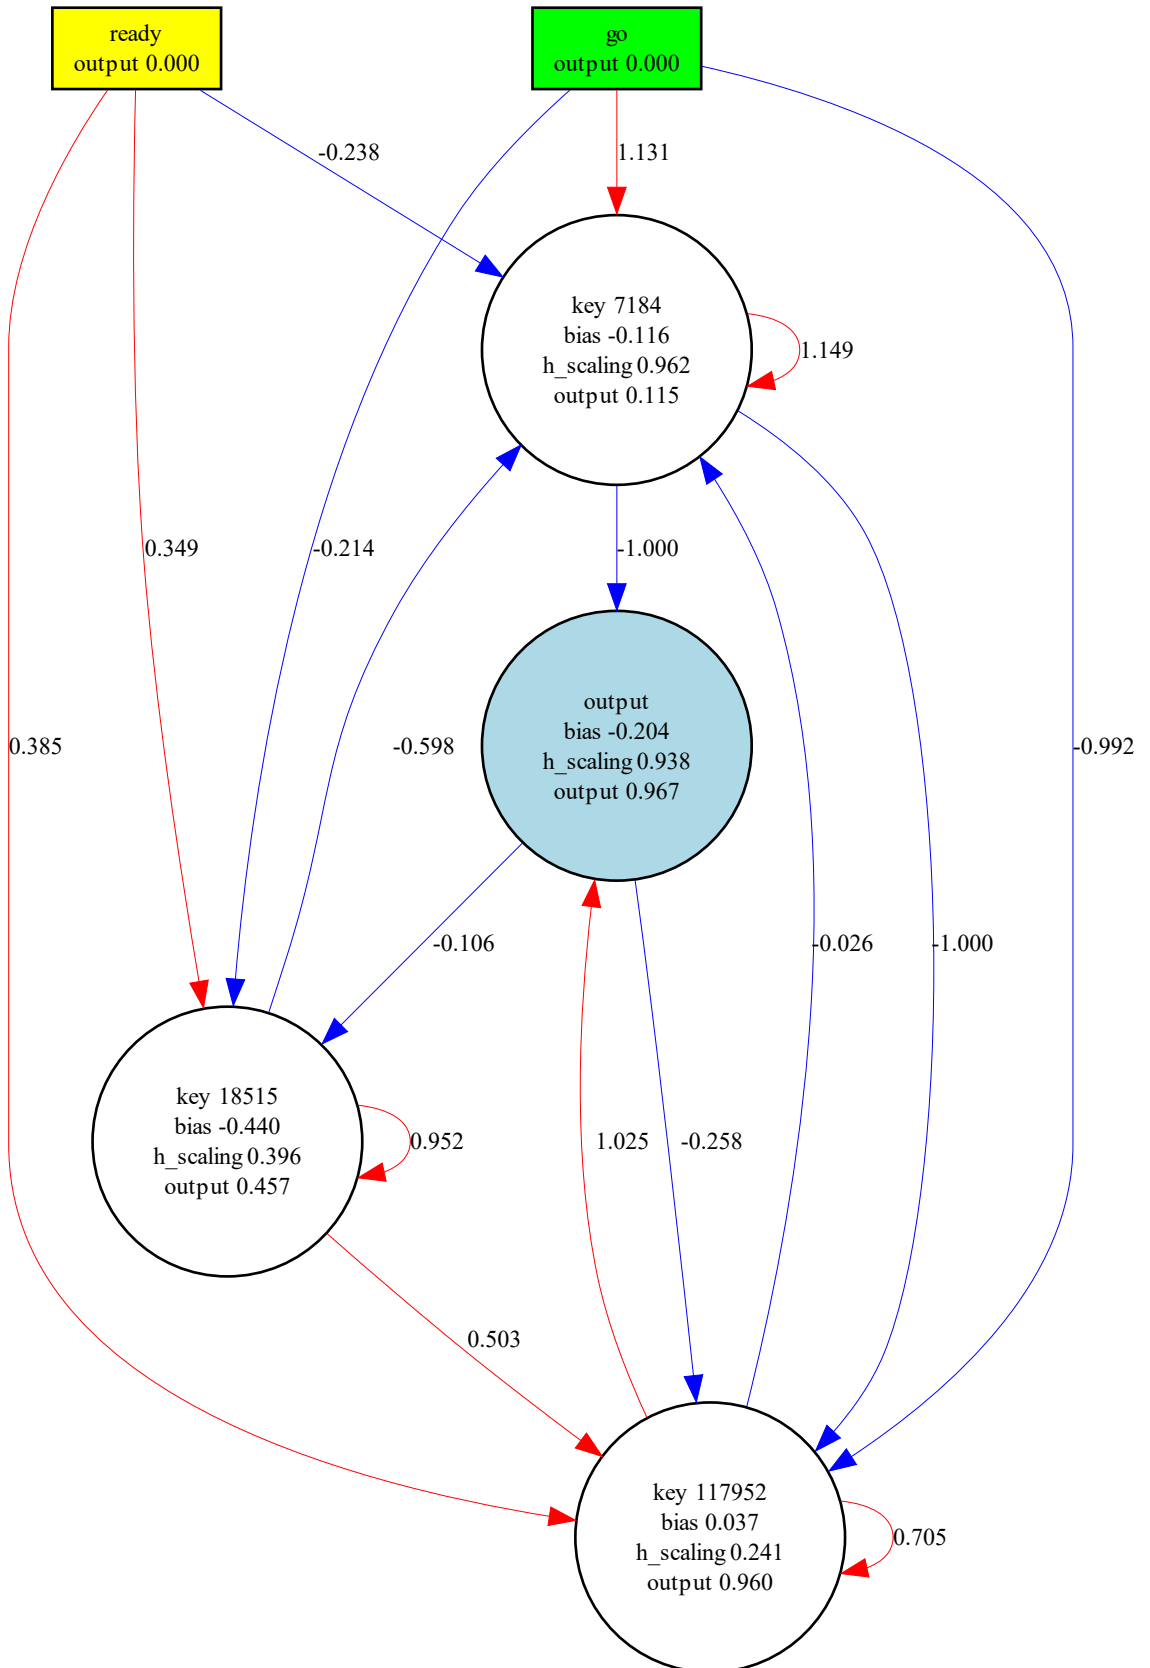 ready
output 0.000
go
output 0.000
-0.238
1.131
key 7184
bias -0.116
h_scaling 0.962
output 0.115
1.149
0.349
-0.214
-1.000
output
bias -0.204
h_scaling 0.938
output 0.967
0.385
-0.598
-0.992
-0.106
-0.026
-1.000
key 18515
bias -0.440
h_scaling 0.396
output 0.457
0.952
1.025
-0.258
0.503
key 117952
bias 0.037
h_scaling 0.241
output 0.960
0.705